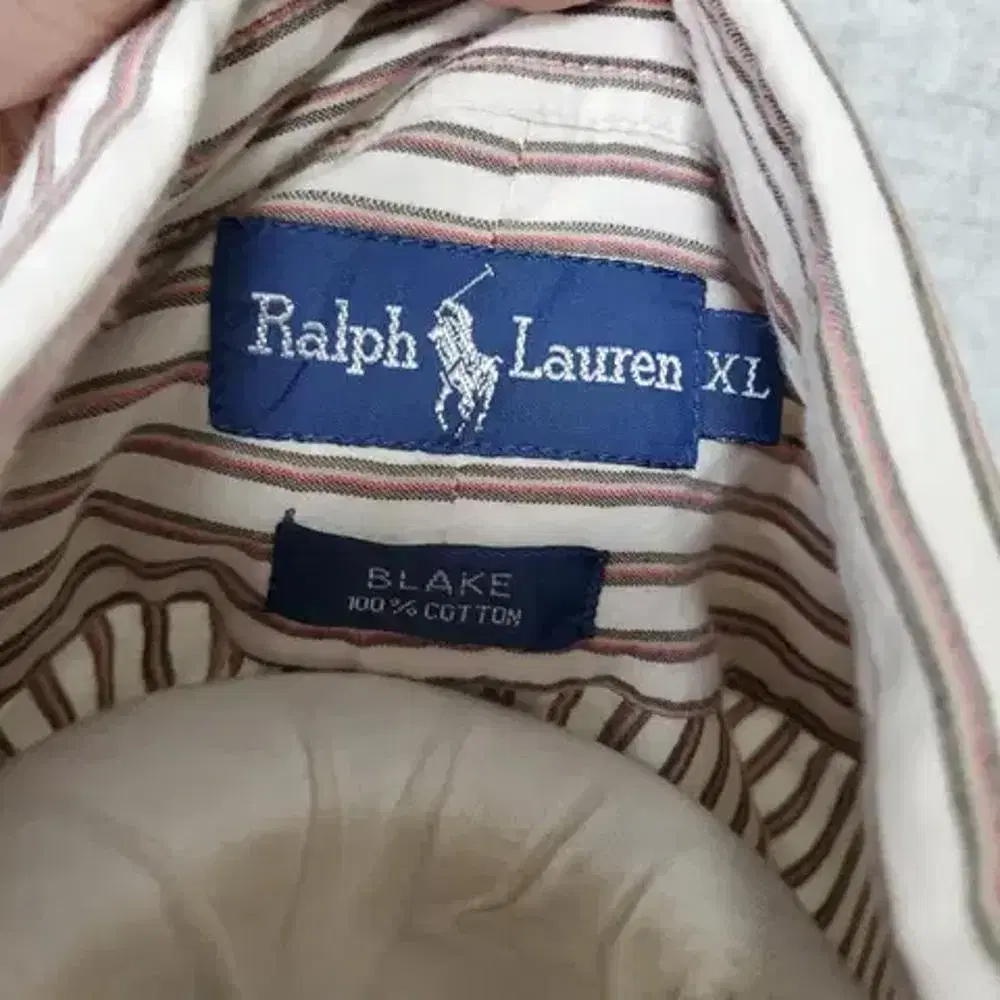 Ralph Lauren XL
BLAKE
100% COTTON